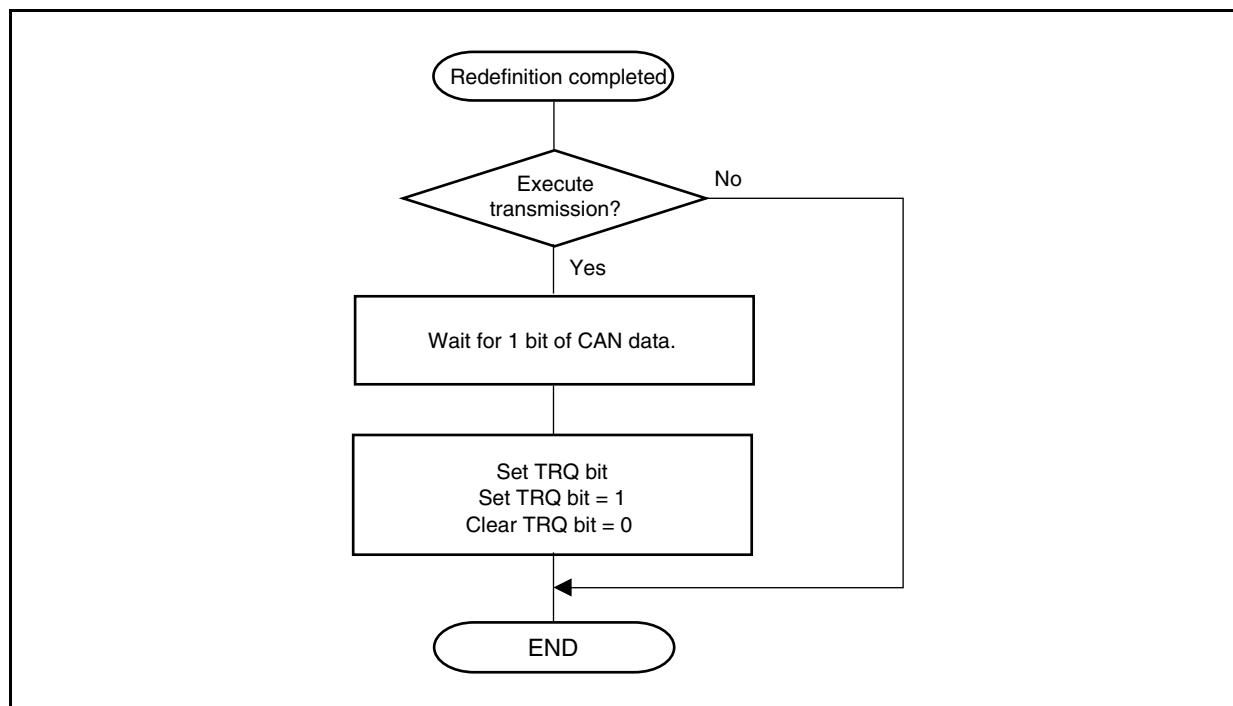 Redefinition completed
Execute
transmission?
No
Yes
Wait for 1 bit of CAN data.
Set TRQ bit
Set TRQ bit = 1
Clear TRQ bit = 0
END